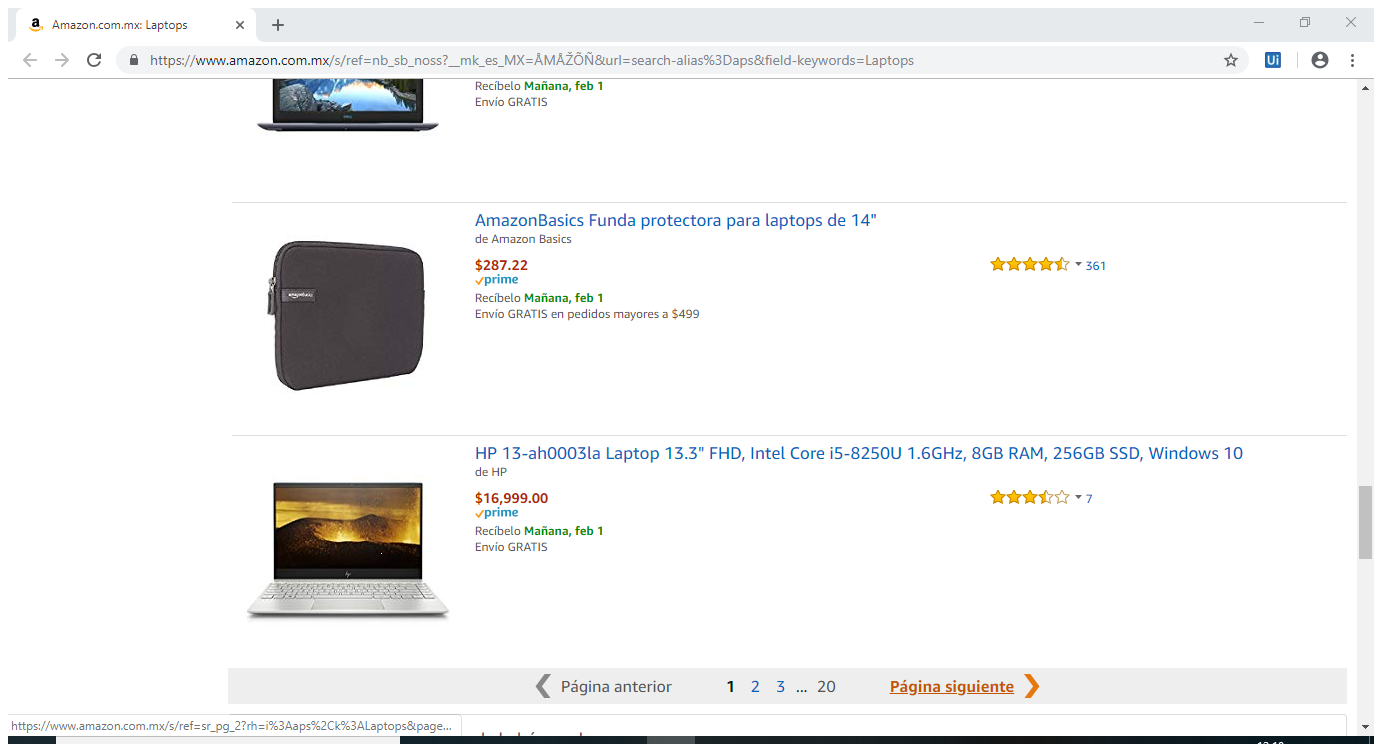 Amazon.com.mx: Laptops
https://www.amazon.com.mx/s/ref=nb_sb_noss?__mk_es_MX=ÅMÅŽÕÑ&url=search-alias%3Daps&field-keywords=Laptops
Ui
Recíbelo Mañana, feb 1
Envío GRATIS
AmazonBasics Funda protectora para laptops de 14"
de Amazon Basics
$287.22
361
prime
Recíbelo Mañana, feb 1
Envío GRATIS en pedidos mayores a $499
HP 13-ah0003la Laptop 13.3" FHD, Intel Core i5-8250U 1.6GHz, 8GB RAM, 256GB SSD, Windows 10
de HP
$16,999.00
7
prime
Recíbelo Mañana, feb 1
Envío GRATIS
Página anterior 1 2 3 ... 20 Página siguiente
https://www.amazon.com.mx/s/ref=sr_pg_2?rh=i%3Aaps%2Ck%3ALaptops&page...